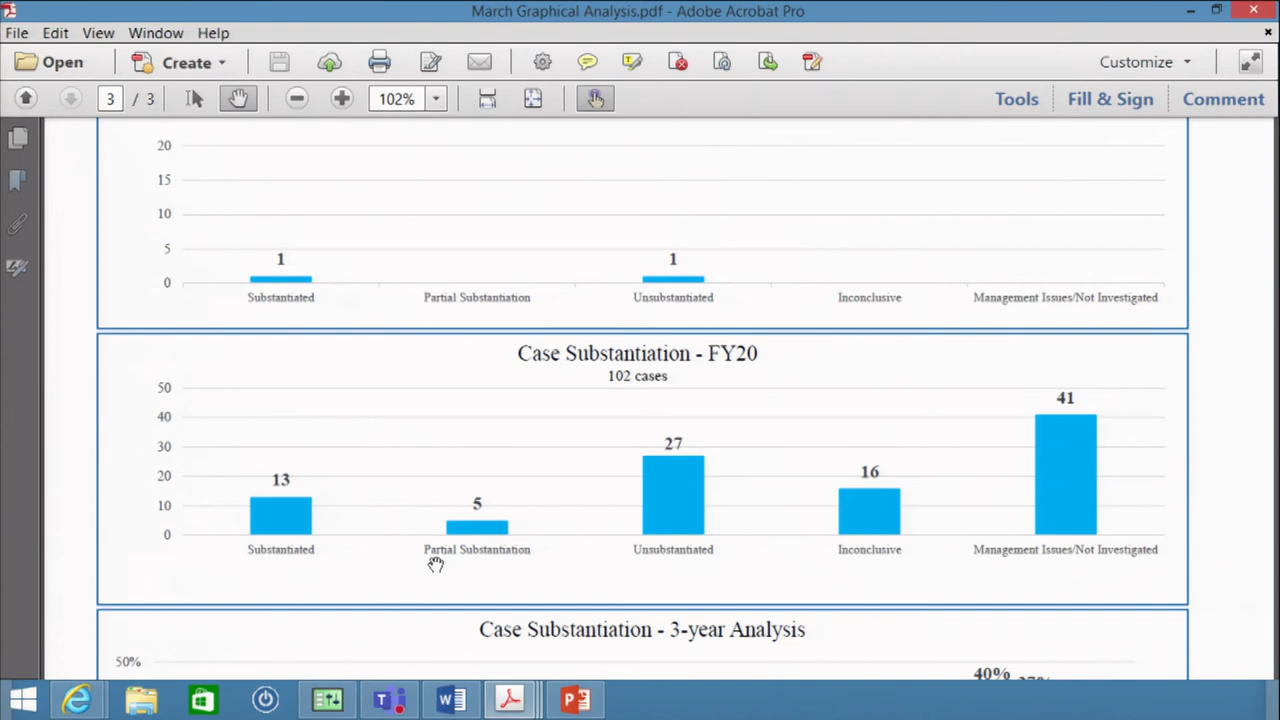 March Graphical Analysis.pdf - Adobe Acrobat Pro
File Edit View Window Help
Open Create Customize
3 / 3 102% Tools Fill & Sign Comment
20
15
10
5
0
1 1
Substantiated Partial Substantiation Unsubstantiated Inconclusive Management Issues/Not Investigated
Case Substantiation - FY20
102 cases
50
40
30
20
10
0
13 5 27 16 41
Substantiated Partial Substantiation Unsubstantiated Inconclusive Management Issues/Not Investigated
Case Substantiation - 3-year Analysis
50%
40%